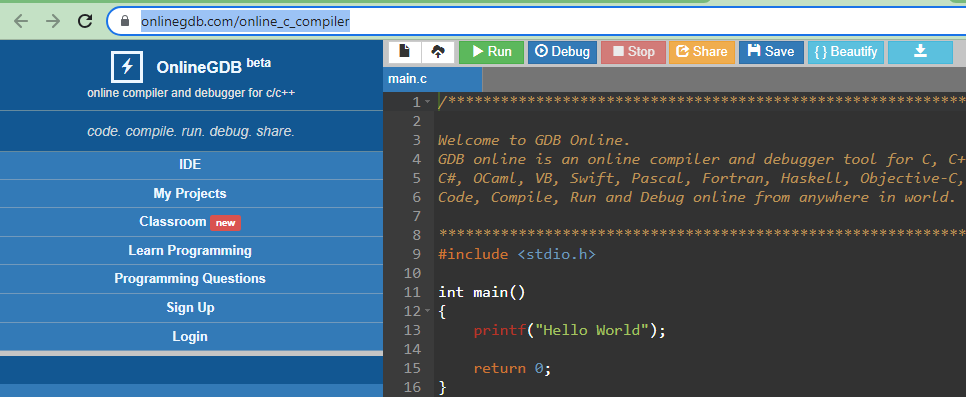 onlinegdb.com/online_c_compiler
OnlineGDB beta
online compiler and debugger for c/c++
code. compile. run. debug. share.
IDE
My Projects
Classroom new
Learn Programming
Programming Questions
Sign Up
Login
Run Debug Stop Share Save { } Beautify
main.c
1 /************************************************************
2
3 Welcome to GDB Online.
4 GDB online is an online compiler and debugger tool for C, C+
5 C#, OCaml, VB, Swift, Pascal, Fortran, Haskell, Objective-C,
6 Code, Compile, Run and Debug online from anywhere in world.
7
8 *************************************************************
9 #include <stdio.h>
10
11 int main()
12 {
13     printf("Hello World");
14
15     return 0;
16 }